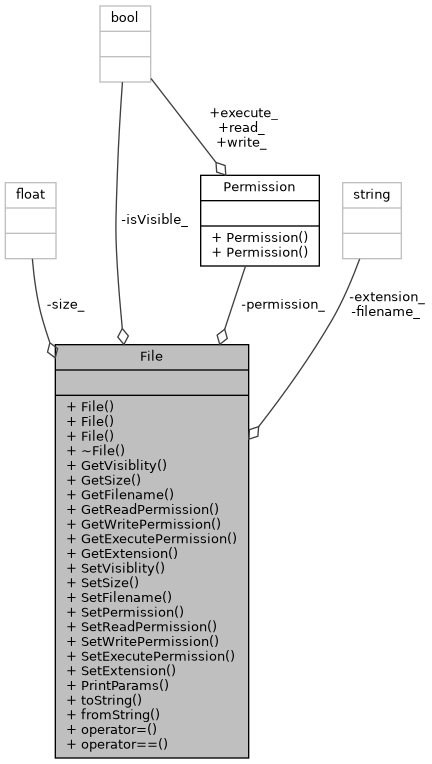 bool
+execute_
+read_
+write_
float
Permission
+ Permission()
+ Permission()
string
-isVisible_
-size_
-permission_
-extension_
-filename_
File
+ File()
+ File()
+ File()
+ ~File()
+ GetVisiblity()
+ GetSize()
+ GetFilename()
+ GetReadPermission()
+ GetWritePermission()
+ GetExecutePermission()
+ GetExtension()
+ SetVisiblity()
+ SetSize()
+ SetFilename()
+ SetPermission()
+ SetReadPermission()
+ SetWritePermission()
+ SetExecutePermission()
+ SetExtension()
+ PrintParams()
+ toString()
+ fromString()
+ operator=()
+ operator==()